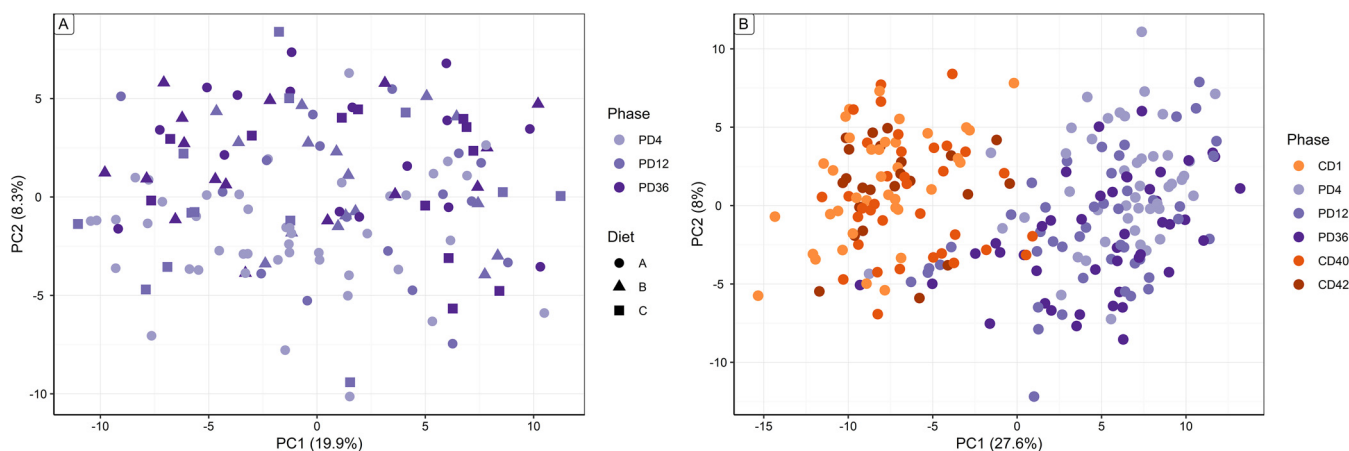 A
5
0
-5
-10
PC2 (8.3%)
-10
-5
0
5
10
PC1 (19.9%)
Phase
PD4
PD12
PD36
Diet
A
B
C
B
10
5
0
-5
-10
PC2 (8%)
-15
-10
-5
0
5
10
PC1 (27.6%)
Phase
CD1
PD4
PD12
PD36
CD40
CD42